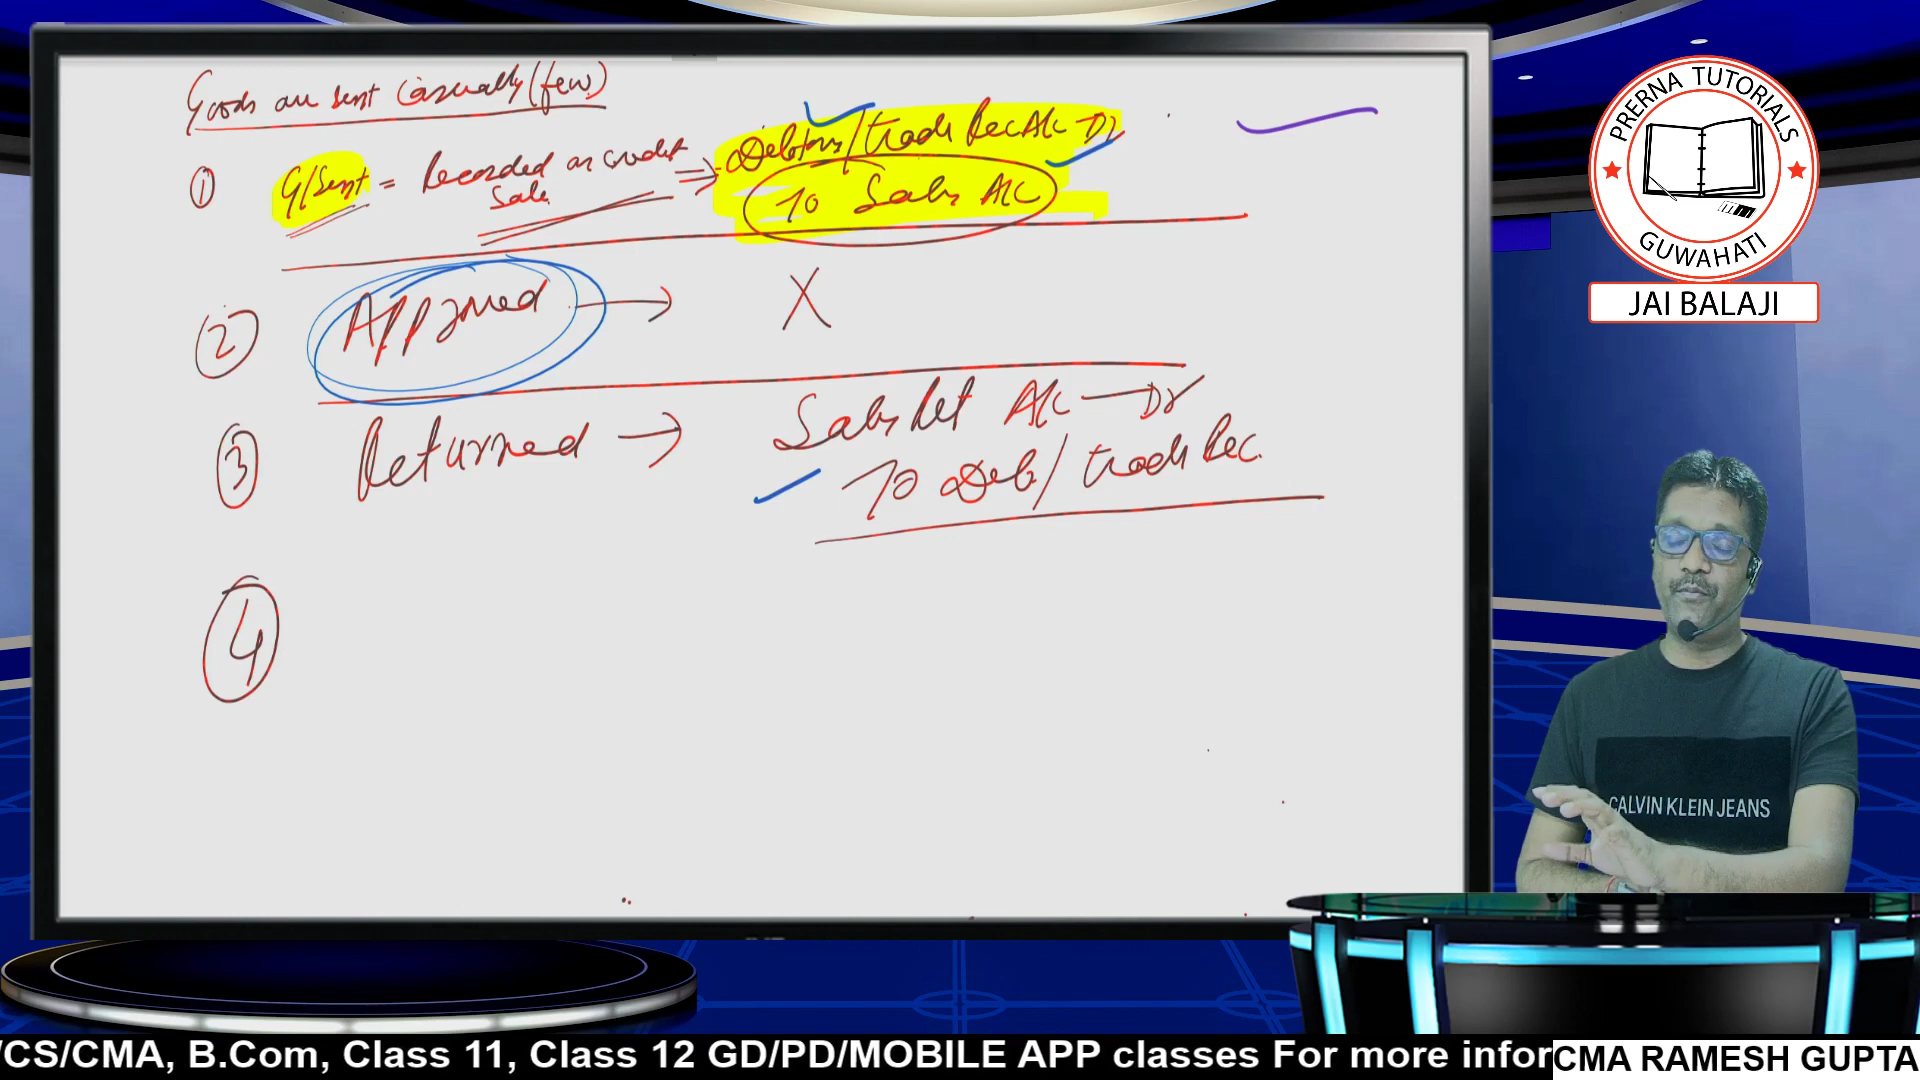 Goods are sent Casually (few)
① G/Sent = Recorded as credit Sale ⇒ Debtors/trade Rec A/c Dr
To Sales A/c
② Approved → X
③ Returned → Sales Ret A/c — Dr
To Deb/trade Rec.
④
PRERNA TUTORIALS
GUWAHATI
JAI BALAJI
CALVIN KLEIN JEANS
/CS/CMA, B.Com, Class 11, Class 12 GD/PD/MOBILE APP classes For more infor
CMA RAMESH GUPTA